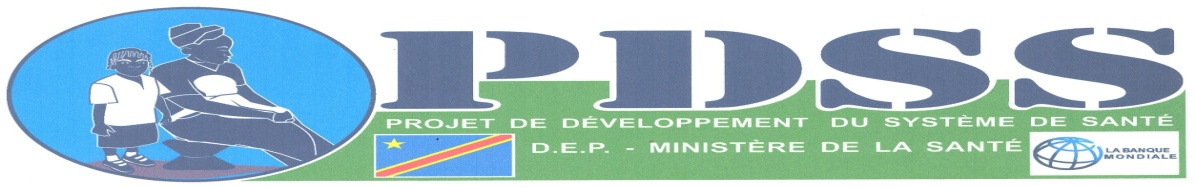 PDSS
PROJET DE DÉVELOPPEMENT DU SYSTÈME DE SANTÉ
D.E.P. - MINISTÈRE DE LA SANTÉ
LA BANQUE
MONDIALE